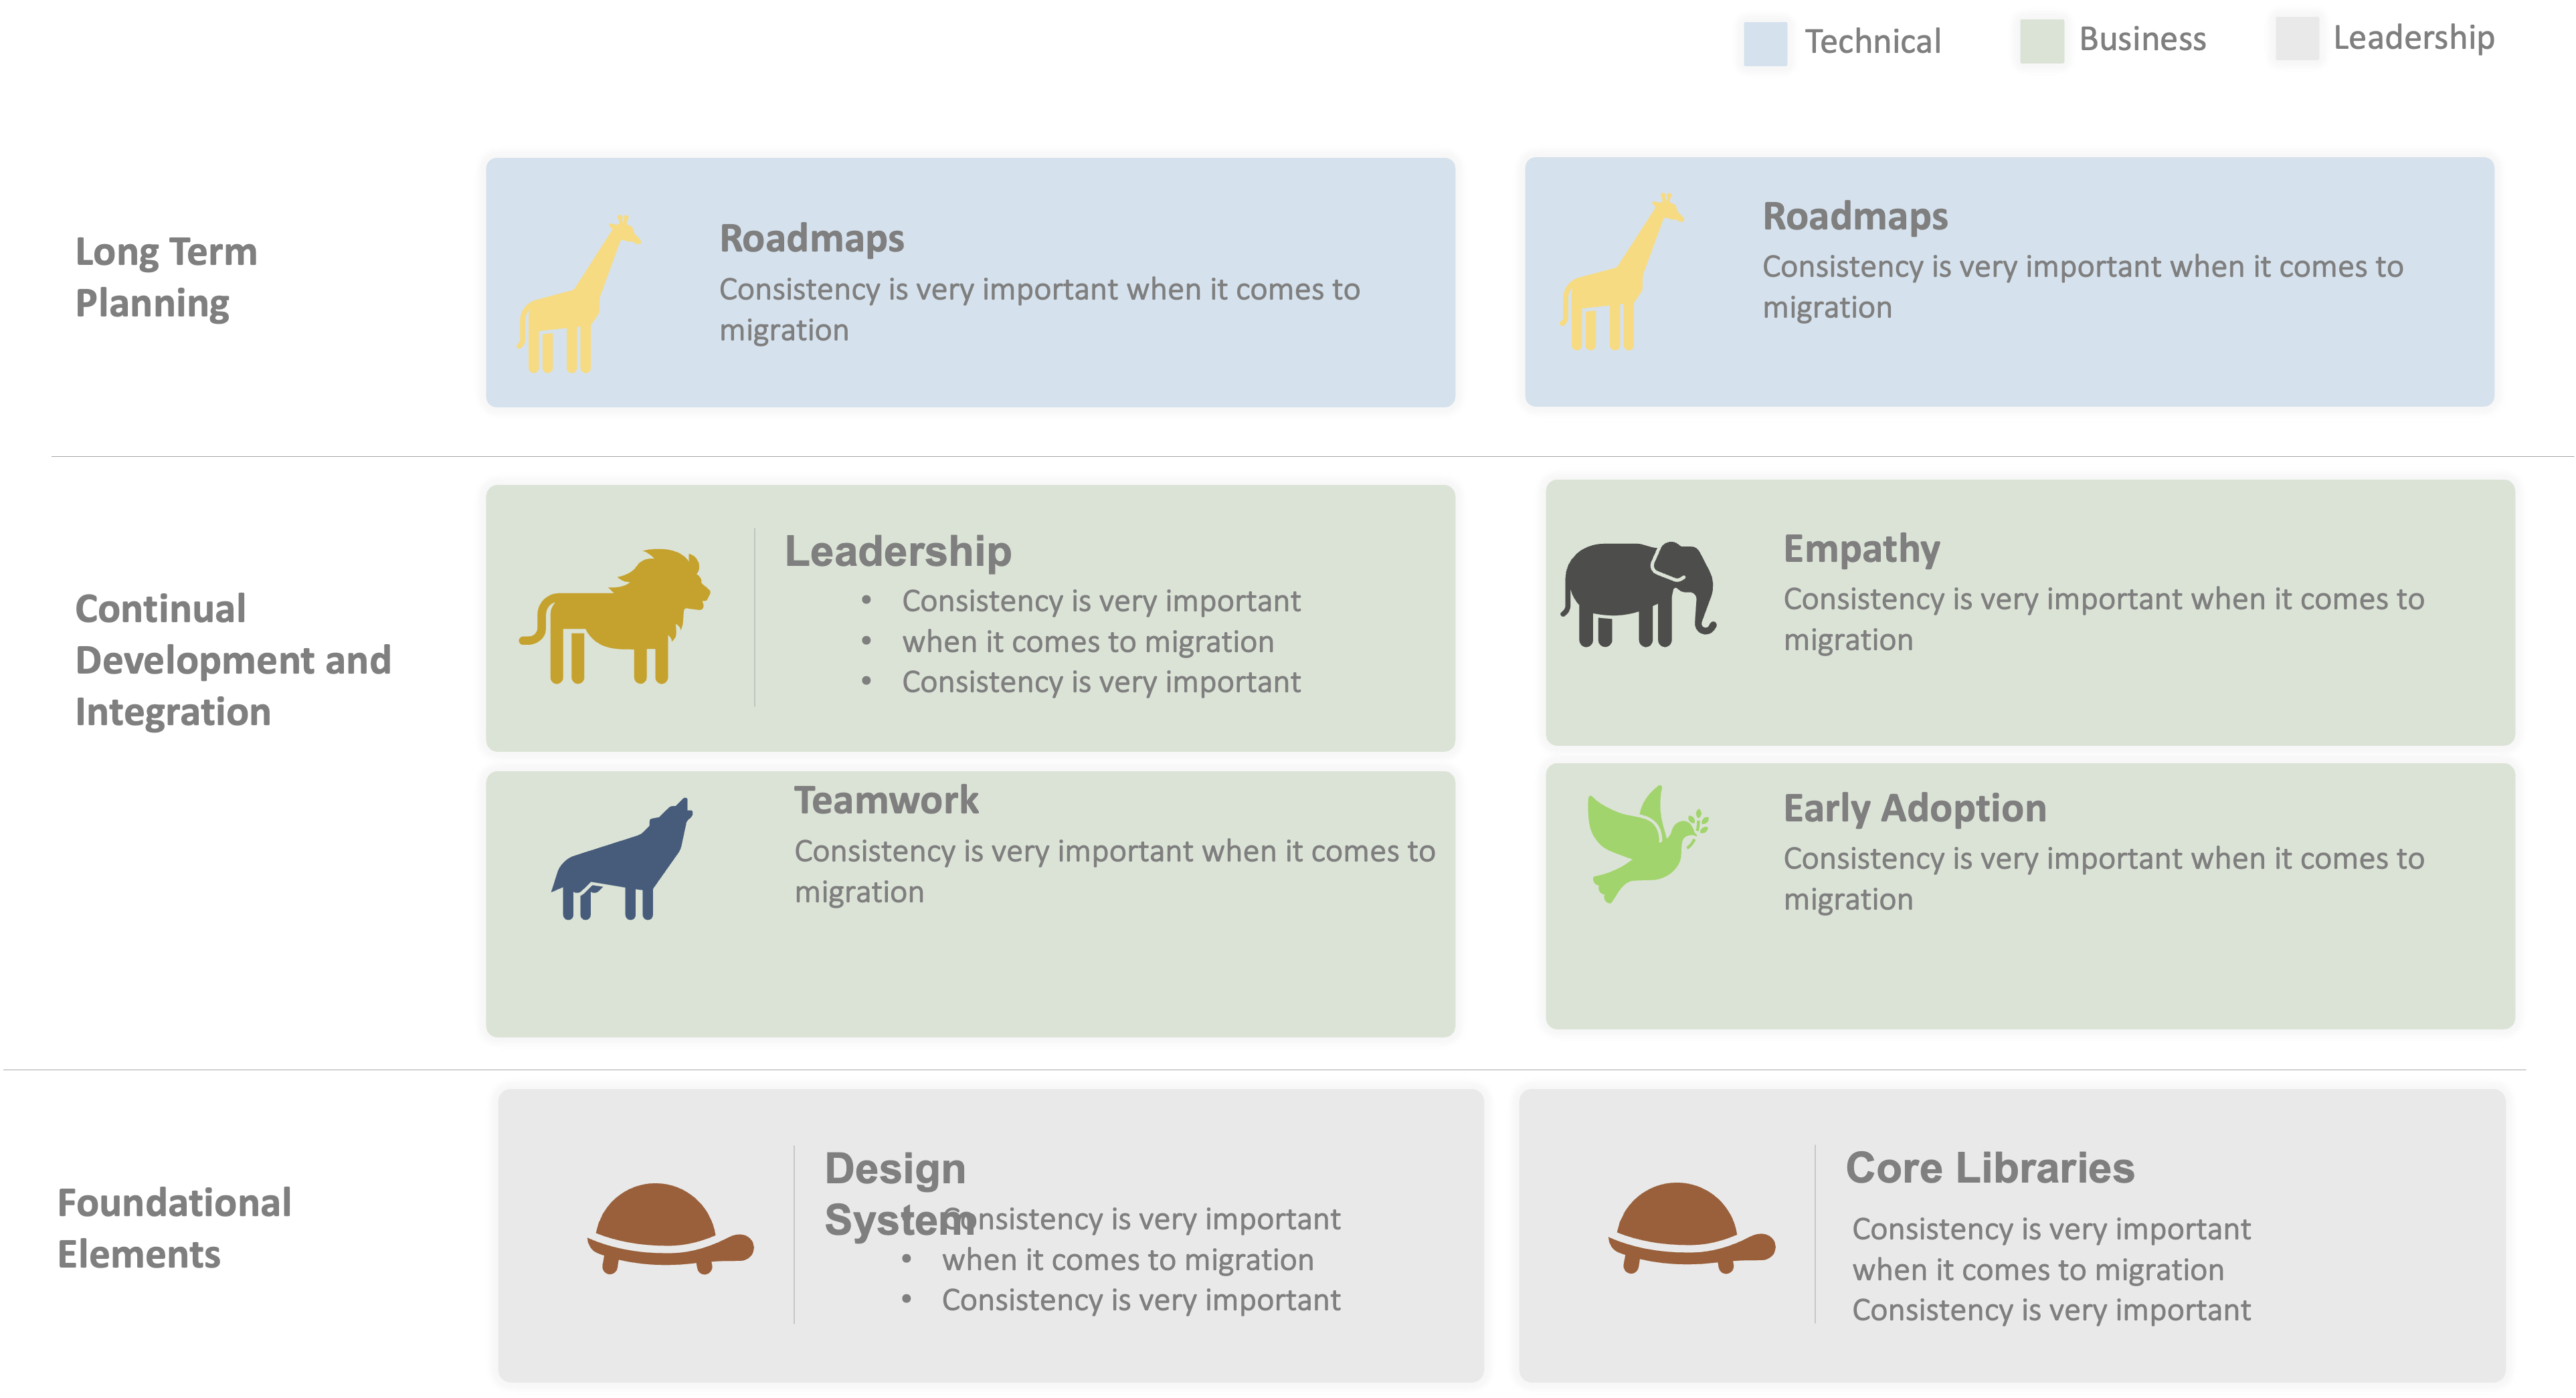 Technical
Business
Leadership
Long Term
Planning
Roadmaps
Consistency is very important when it comes to
migration
Roadmaps
Consistency is very important when it comes to
migration
Continual
Development and
Integration
Leadership
• Consistency is very important
• when it comes to migration
• Consistency is very important
Empathy
Consistency is very important when it comes to
migration
Teamwork
Consistency is very important when it comes to
migration
Early Adoption
Consistency is very important when it comes to
migration
Foundational
Elements
Design
System
• Consistency is very important
• when it comes to migration
• Consistency is very important
Core Libraries
Consistency is very important
when it comes to migration
Consistency is very important